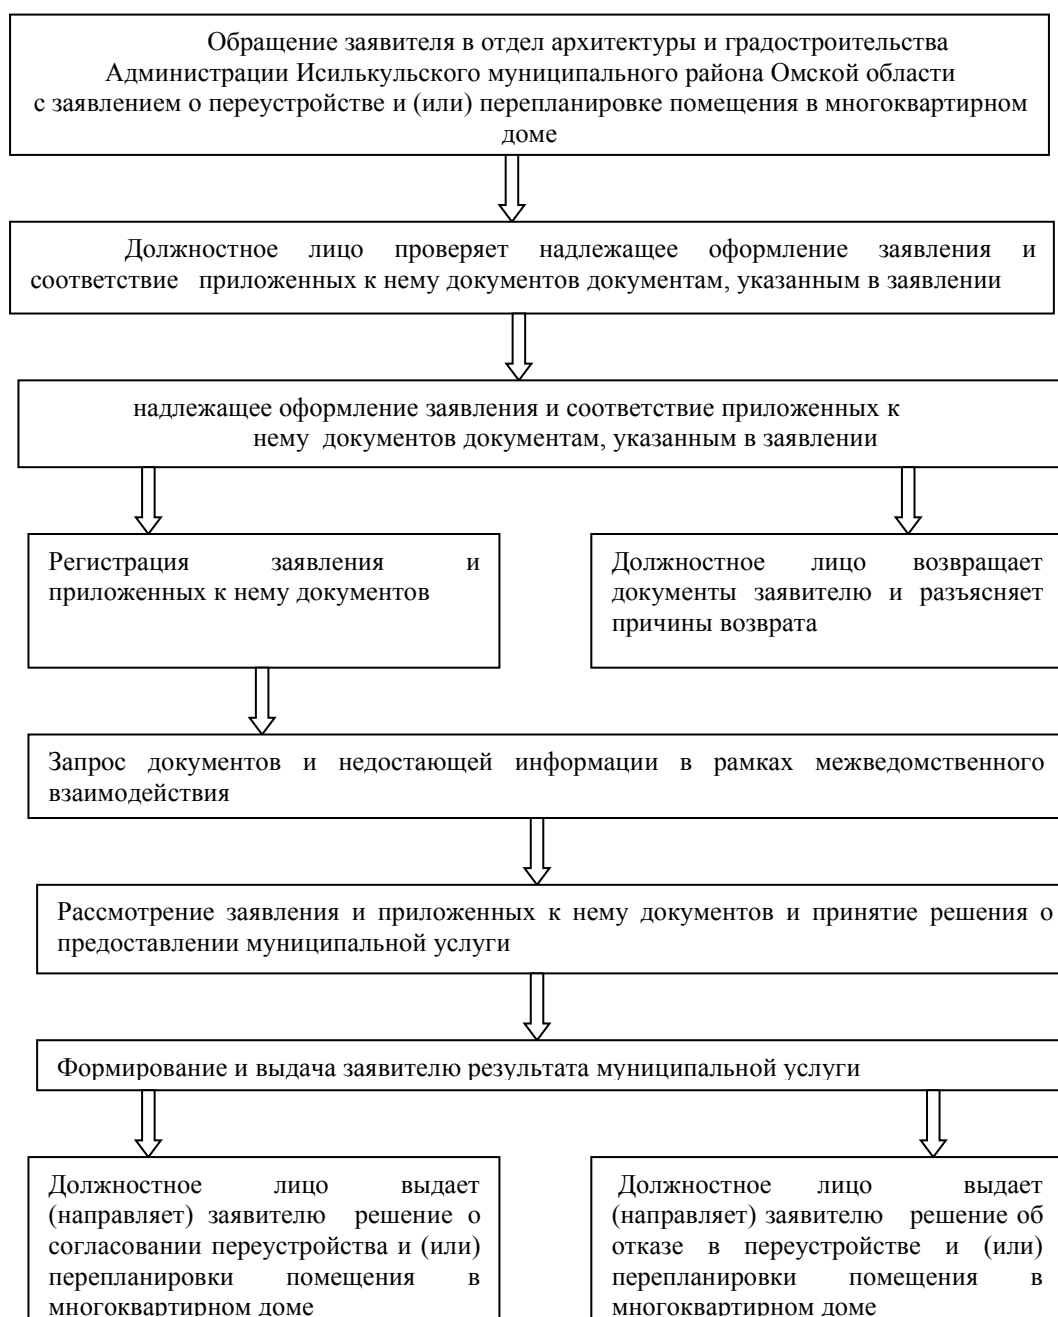 Обращение заявителя в отдел архитектуры и градостроительства
Администрации Исилькульского муниципального района Омской области
с заявлением о переустройстве и (или) перепланировке помещения в многоквартирном
доме
Должностное лицо проверяет надлежащее оформление заявления и
соответствие приложенных к нему документов документам, указанным в заявлении
надлежащее оформление заявления и соответствие приложенных к
нему документов документам, указанным в заявлении
Регистрация заявления и
приложенных к нему документов
Должностное лицо возвращает
документы заявителю и разъясняет
причины возврата
Запрос документов и недостающей информации в рамках межведомственного
взаимодействия
Рассмотрение заявления и приложенных к нему документов и принятие решения о
предоставлении муниципальной услуги
Формирование и выдача заявителю результата муниципальной услуги
Должностное лицо выдает
(направляет) заявителю решение о
согласовании переустройства и (или)
перепланировки помещения в
многоквартирном доме
Должностное лицо выдает
(направляет) заявителю решение об
отказе в переустройстве и (или)
перепланировки помещения в
многоквартирном доме